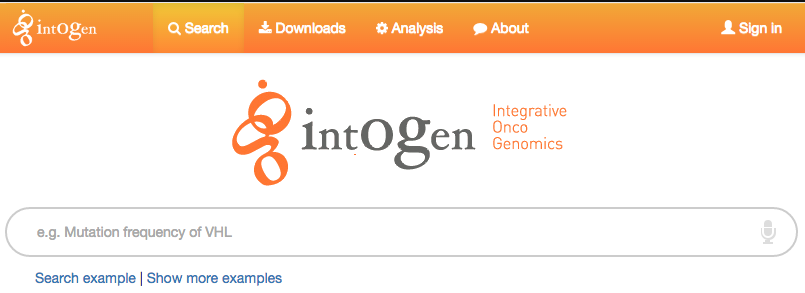 intOgen Search Downloads Analysis About Sign in
intOgen
Integrative
Onco
Genomics
e.g. Mutation frequency of VHL
Search example | Show more examples